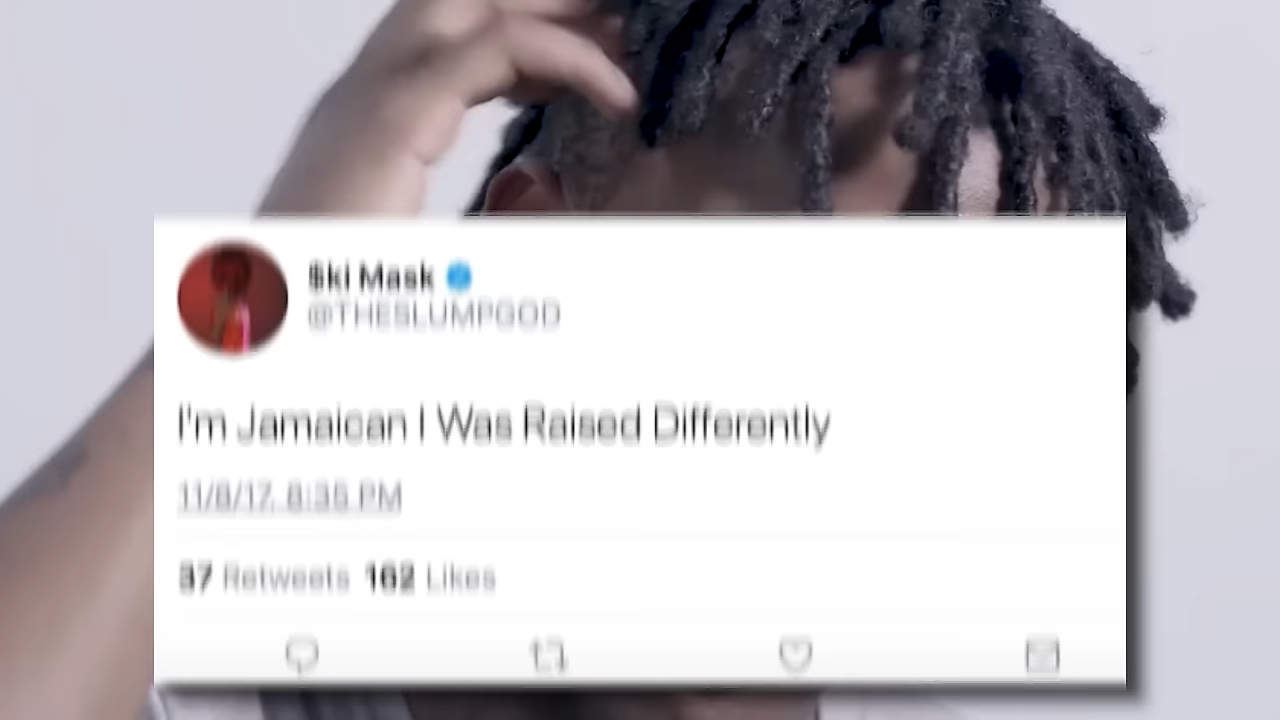 $ki Mask
@THESLUMPGOD
I'm Jamaican I Was Raised Differently
11/8/17, 8:35 PM
37 Retweets 162 Likes